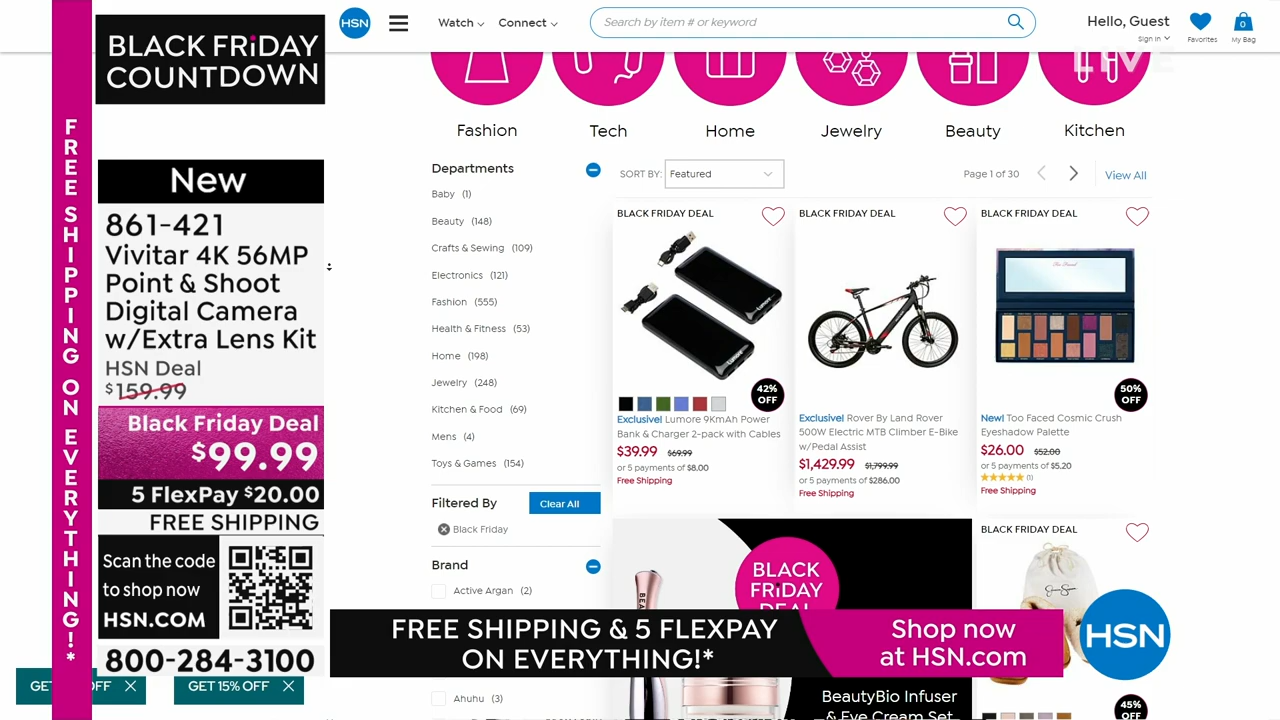 FREE SHIPPING ON EVERYTHING!*
BLACK FRiDAY
COUNTDOWN
New
861-421
Vivitar 4K 56MP
Point & Shoot
Digital Camera
w/Extra Lens Kit
HSN Deal
$159.99
Black Friday Deal
$99.99
5 FlexPay $20.00
FREE SHIPPING
Scan the code
to shop now
HSN.COM
800-284-3100
GET
OFF
GET 15% OFF
HSN
Watch
Connect
Search by item # or keyword
Hello, Guest
Sign in
Favorites
0
My Bag
LIVE
Fashion
Tech
Home
Jewelry
Beauty
Kitchen
Departments
Baby (1)
Beauty (148)
Crafts & Sewing (109)
Electronics (121)
Fashion (555)
Health & Fitness (53)
Home (198)
Jewelry (248)
Kitchen & Food (69)
Mens (4)
Toys & Games (154)
Filtered By
Clear All
Black Friday
Brand
Active Argan (2)
Ahuhu (3)
SORT BY: Featured
Page 1 of 30
View All
BLACK FRIDAY DEAL
42%
OFF
Exclusive! Lumore 9KmAh Power
Bank & Charger 2-pack with Cables
$39.99 $69.99
or 5 payments of $8.00
Free Shipping
BLACK FRIDAY DEAL
Exclusive! Rover By Land Rover
500W Electric MTB Climber E-Bike
w/Pedal Assist
$1,429.99 $1,799.99
or 5 payments of $286.00
Free Shipping
BLACK FRIDAY DEAL
50%
OFF
New! Too Faced Cosmic Crush
Eyeshadow Palette
$26.00 $52.00
or 5 payments of $5.20
(1)
Free Shipping
BLACK
FRiDAY
DEAL
BeautyBio Infuser
& Eye Cream Set
BLACK FRIDAY DEAL
45%
OFF
FREE SHIPPING & 5 FLEXPAY
ON EVERYTHING!*
Shop now
at HSN.com
HSN